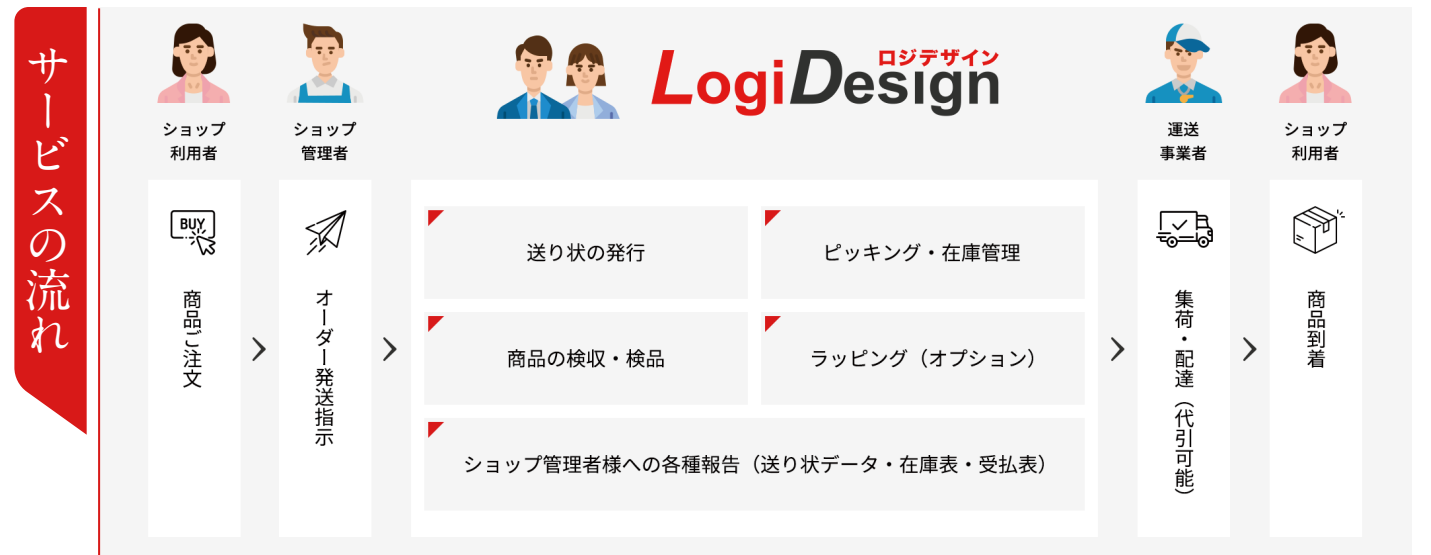 サービスの流れ
ショップ
利用者
ショップ
管理者
ロジデザイン
LogiDesign
運送
事業者
ショップ
利用者
BUY
商品ご注文
オーダー発送指示
送り状の発行
ピッキング・在庫管理
商品の検収・検品
ラッピング（オプション）
ショップ管理者様への各種報告（送り状データ・在庫表・受払表）
集荷・配達（代引可能）
商品到着